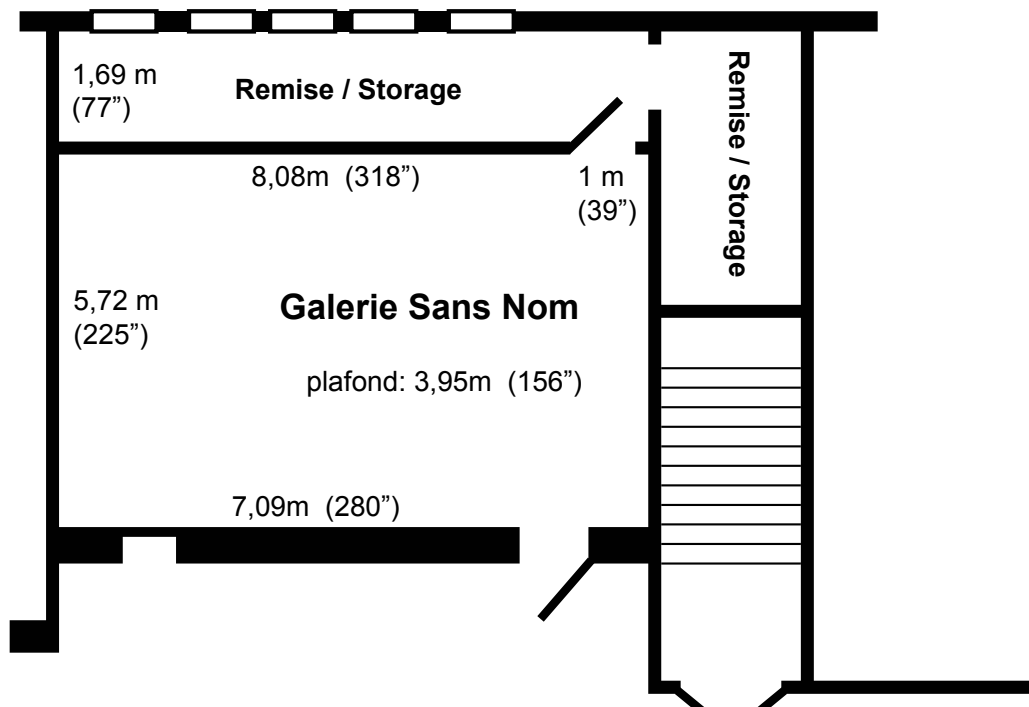 1,69 m
(77”)
Remise / Storage
Remise / Storage
8,08m (318”)
1 m
(39”)
5,72 m
(225”)
Galerie Sans Nom
plafond: 3,95m (156”)
7,09m (280”)